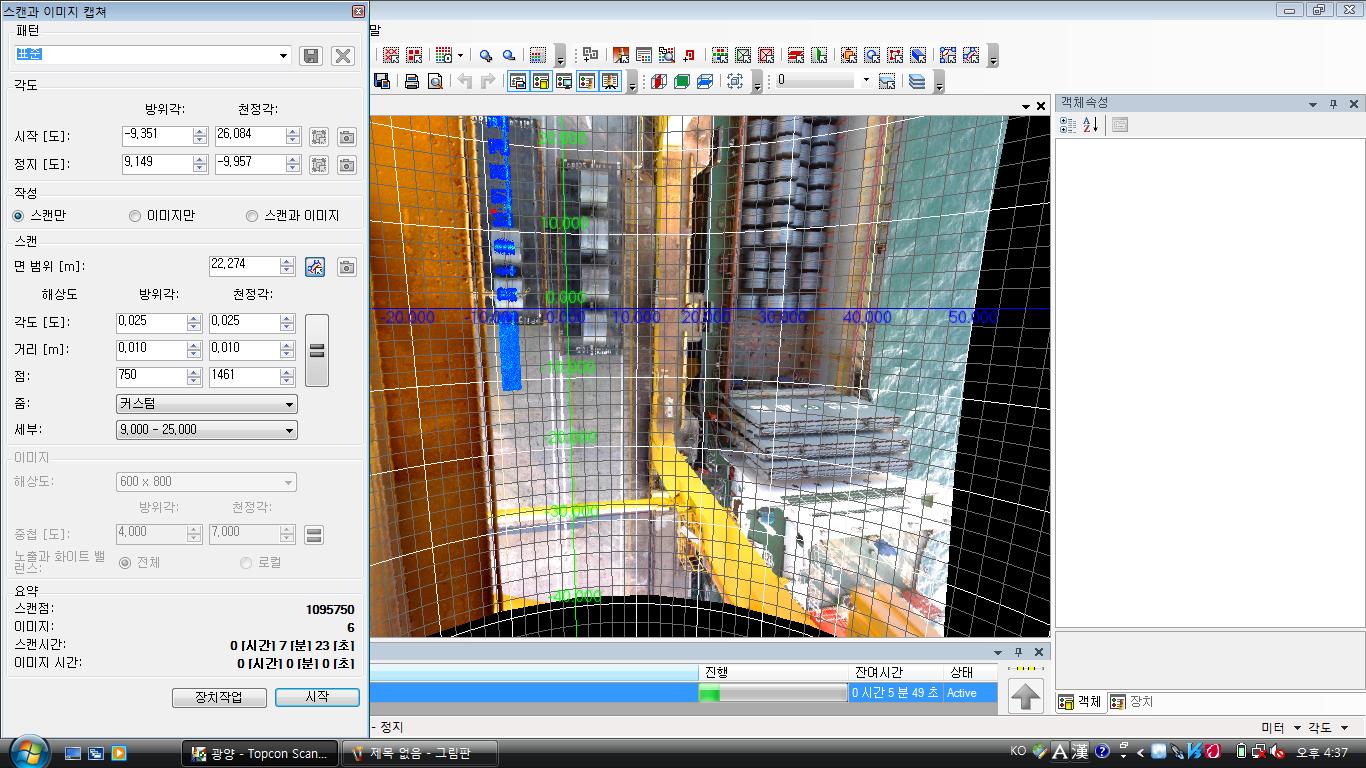 스캔과 이미지 캡쳐
패턴
표준
각도
방위각: 천정각:
시작 [도]: -9,351 26,084
정지 [도]: 9,149 -9,957
작성
스캔만 이미지만 스캔과 이미지
스캔
면 범위 [m]: 22,274
해상도 방위각: 천정각:
각도 [도]: 0,025 0,025
거리 [m]: 0,010 0,010
점: 750 1461
줌: 커스텀
세부: 9,000 - 25,000
이미지
해상도: 600 x 800
방위각: 천정각:
중첩 [도]: 4,000 7,000
노출과 화이트 밸
런스: 전체 로컬
요약
스캔점: 1095750
이미지: 6
스캔시간: 0 [시간] 7 [분] 23 [초]
이미지 시간: 0 [시간] 0 [분] 0 [초]
장치작업 시작
말
0
20.000
10.000
0.000
-20.000 -10.000 0.000 10.000 20.000 30.000 40.000 50.000
-10.000
-20.000
-30.000
-40.000
객체속성
진행 잔여시간 상태
0 시간 5 분 49 초 Active
객체 장치
- 정지
미터 각도
광양 - Topcon Scan...
제목 없음 - 그림판
KO A 漢
오후 4:37